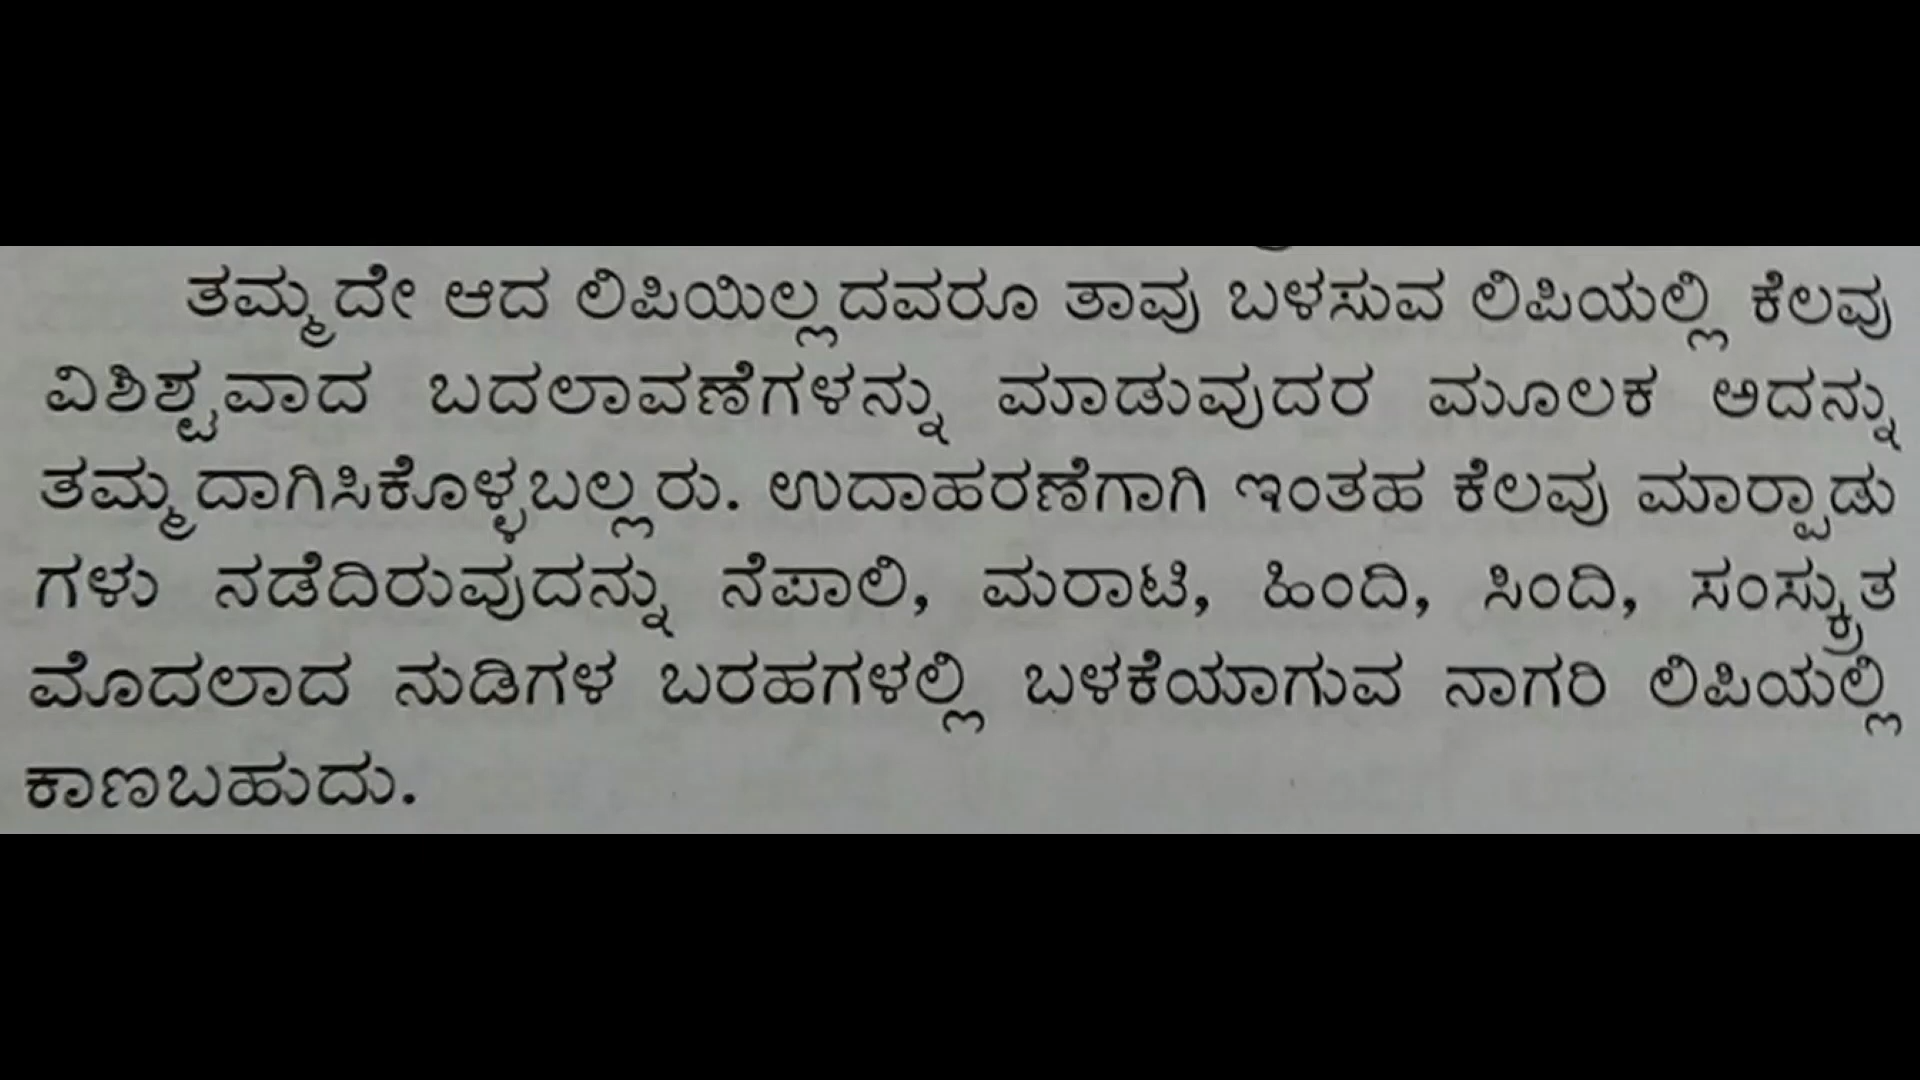 ತಮ್ಮದೇ ಆದ ಲಿಪಿಯಿಲ್ಲದವರೂ ತಾವು ಬಳಸುವ ಲಿಪಿಯಲ್ಲಿ ಕೆಲವು
ವಿಶಿಶ್ಟವಾದ ಬದಲಾವಣೆಗಳನ್ನು ಮಾಡುವುದರ ಮೂಲಕ ಅದನ್ನು
ತಮ್ಮದಾಗಿಸಿಕೊಳ್ಳಬಲ್ಲರು. ಉದಾಹರಣೆಗಾಗಿ ಇಂತಹ ಕೆಲವು ಮಾರ‍್ಪಾಡು
ಗಳು ನಡೆದಿರುವುದನ್ನು ನೆಪಾಲಿ, ಮರಾಟಿ, ಹಿಂದಿ, ಸಿಂದಿ, ಸಂಸ್ಕ್ರುತ
ಮೊದಲಾದ ನುಡಿಗಳ ಬರಹಗಳಲ್ಲಿ ಬಳಕೆಯಾಗುವ ನಾಗರಿ ಲಿಪಿಯಲ್ಲಿ
ಕಾಣಬಹುದು.